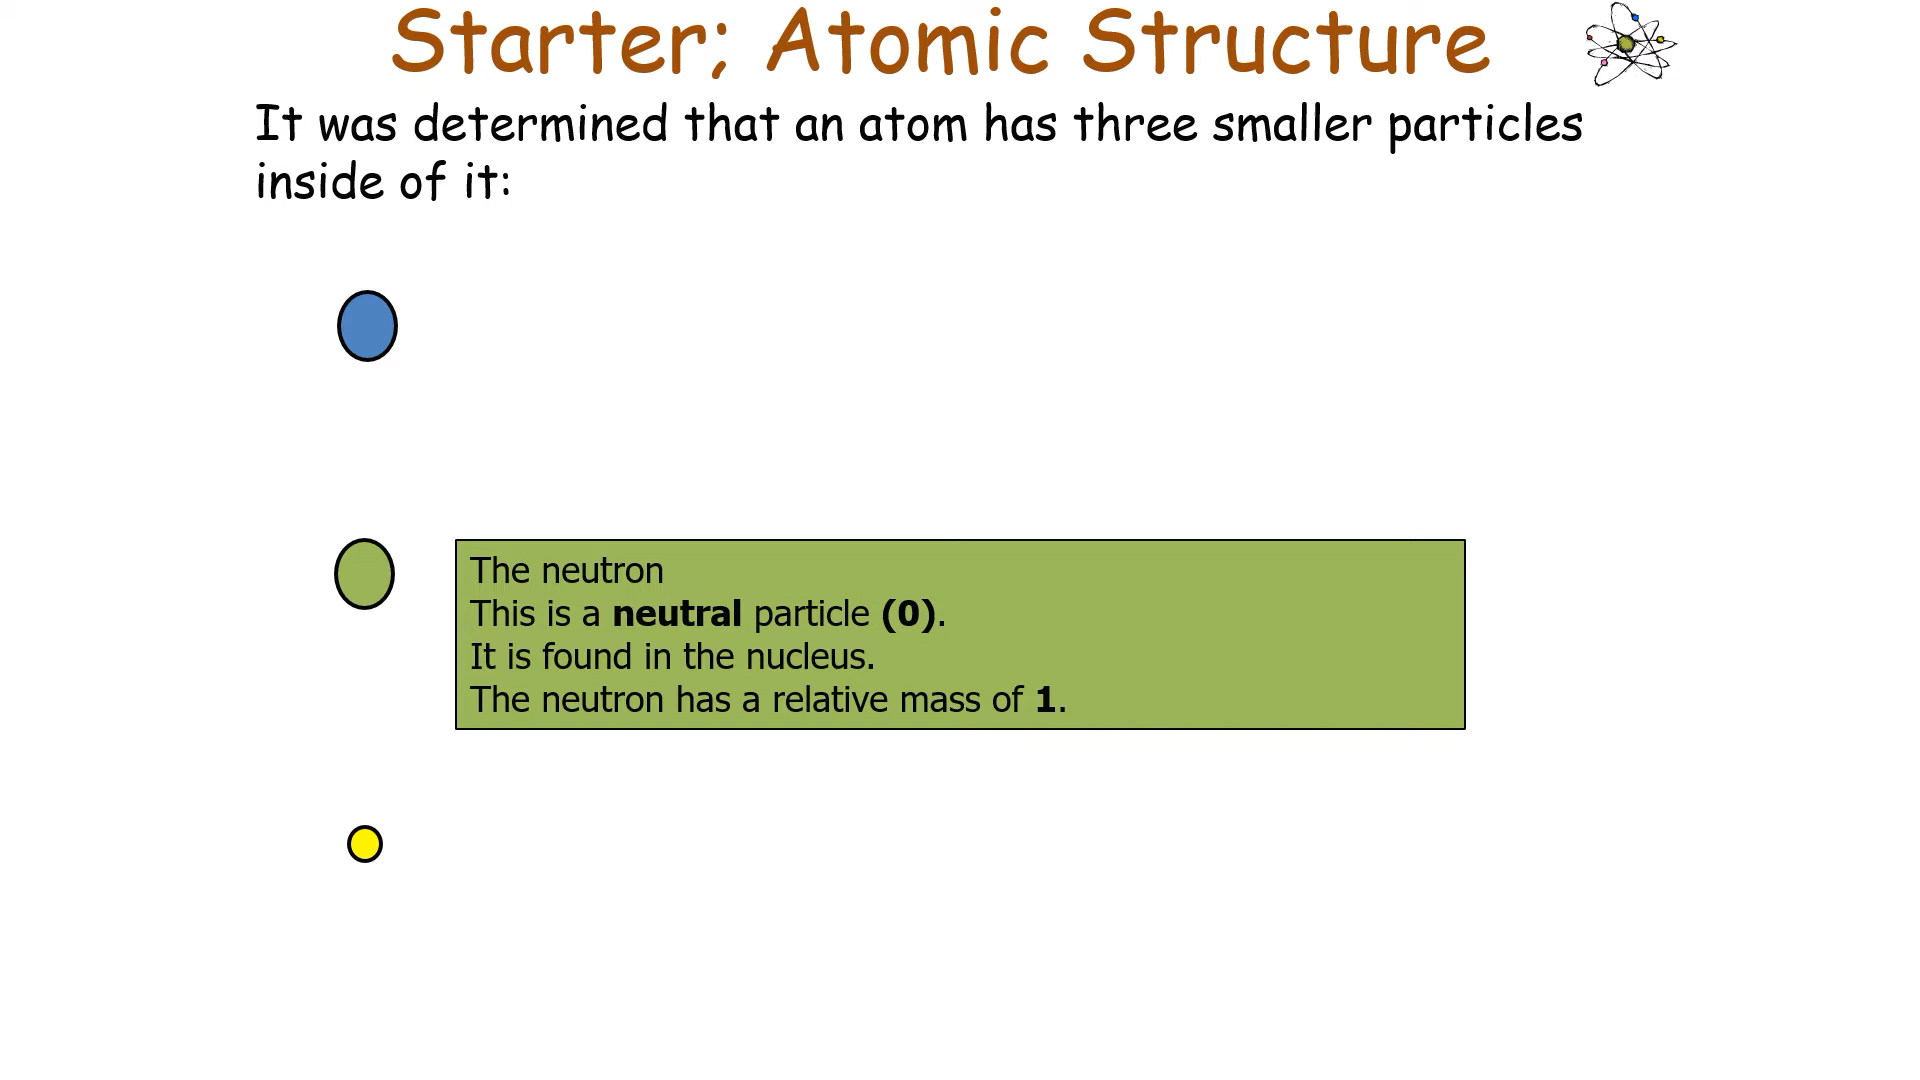 Starter; Atomic Structure
It was determined that an atom has three smaller particles
inside of it:
The neutron
This is a neutral particle (0).
It is found in the nucleus.
The neutron has a relative mass of 1.